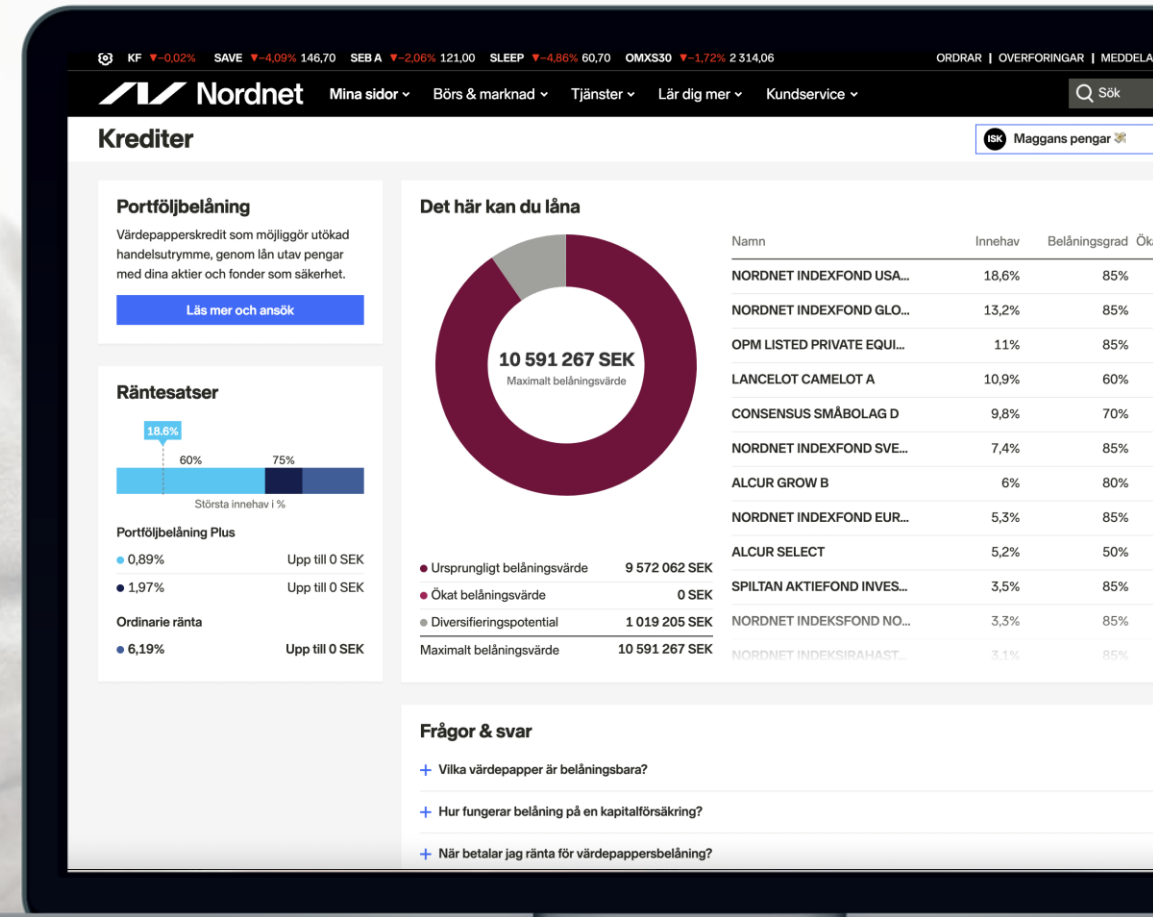 KF ▼-0,02% SAVE ▼-4,09% 146,70 SEB A ▼-2,06% 121,00 SLEEP ▼-4,86% 60,70 OMXS30 ▼-1,72% 2 314,06
ORDRAR | OVERFORINGAR | MEDDELA
Nordnet Mina sidor Börs & marknad Tjänster Lär dig mer Kundservice Sök
Krediter
ISK Maggans pengar
Portföljbelåning
Värdepapperskredit som möjliggör utökad
handelsutrymme, genom lån utav pengar
med dina aktier och fonder som säkerhet.
Läs mer och ansök
Räntesatser
18.6%
60% 75%
Största innehav i %
Portföljbelåning Plus
0,89% Upp till 0 SEK
1,97% Upp till 0 SEK
Ordinarie ränta
6,19% Upp till 0 SEK
Det här kan du låna
10 591 267 SEK
Maximalt belåningsvärde
Ursprungligt belåningsvärde 9 572 062 SEK
Ökat belåningsvärde 0 SEK
Diversifieringspotential 1 019 205 SEK
Maximalt belåningsvärde 10 591 267 SEK
Namn Innehav Belåningsgrad Öka
NORDNET INDEXFOND USA... 18,6% 85%
NORDNET INDEXFOND GLO... 13,2% 85%
OPM LISTED PRIVATE EQUI... 11% 85%
LANCELOT CAMELOT A 10,9% 60%
CONSENSUS SMÅBOLAG D 9,8% 70%
NORDNET INDEXFOND SVE... 7,4% 85%
ALCUR GROW B 6% 80%
NORDNET INDEXFOND EUR... 5,3% 85%
ALCUR SELECT 5,2% 50%
SPILTAN AKTIEFOND INVES... 3,5% 85%
NORDNET INDEKSFOND NO... 3,3% 85%
NORDNET INDEKSIRAHAST... 3,1% 85%
Frågor & svar
Vilka värdepapper är belåningsbara?
Hur fungerar belåning på en kapitalförsäkring?
När betalar jag ränta för värdepappersbelåning?